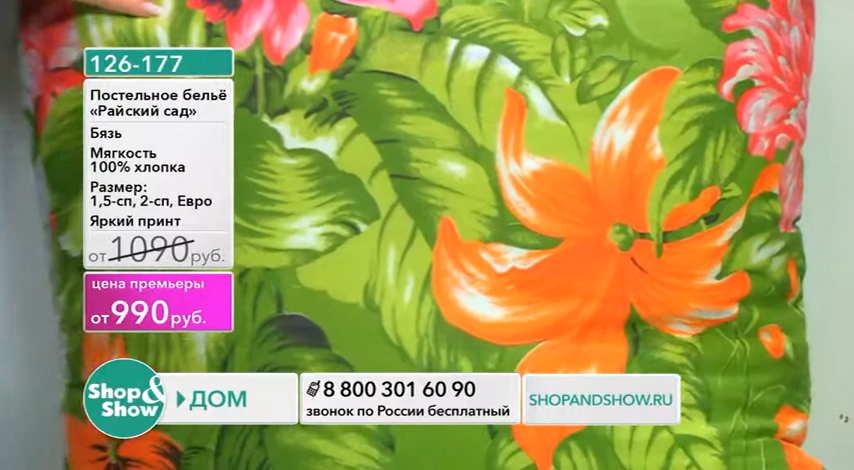 126-177
Постельное бельё
«Райский сад»
Бязь
Мягкость
100% хлопка
Размер:
1,5-сп, 2-сп, Евро
Яркий принт
от 1090 руб.
цена премьеры
от 990 руб.
Shop&
Show
ДОМ
8 800 301 60 90
звонок по России бесплатный
SHOPANDSHOW.RU